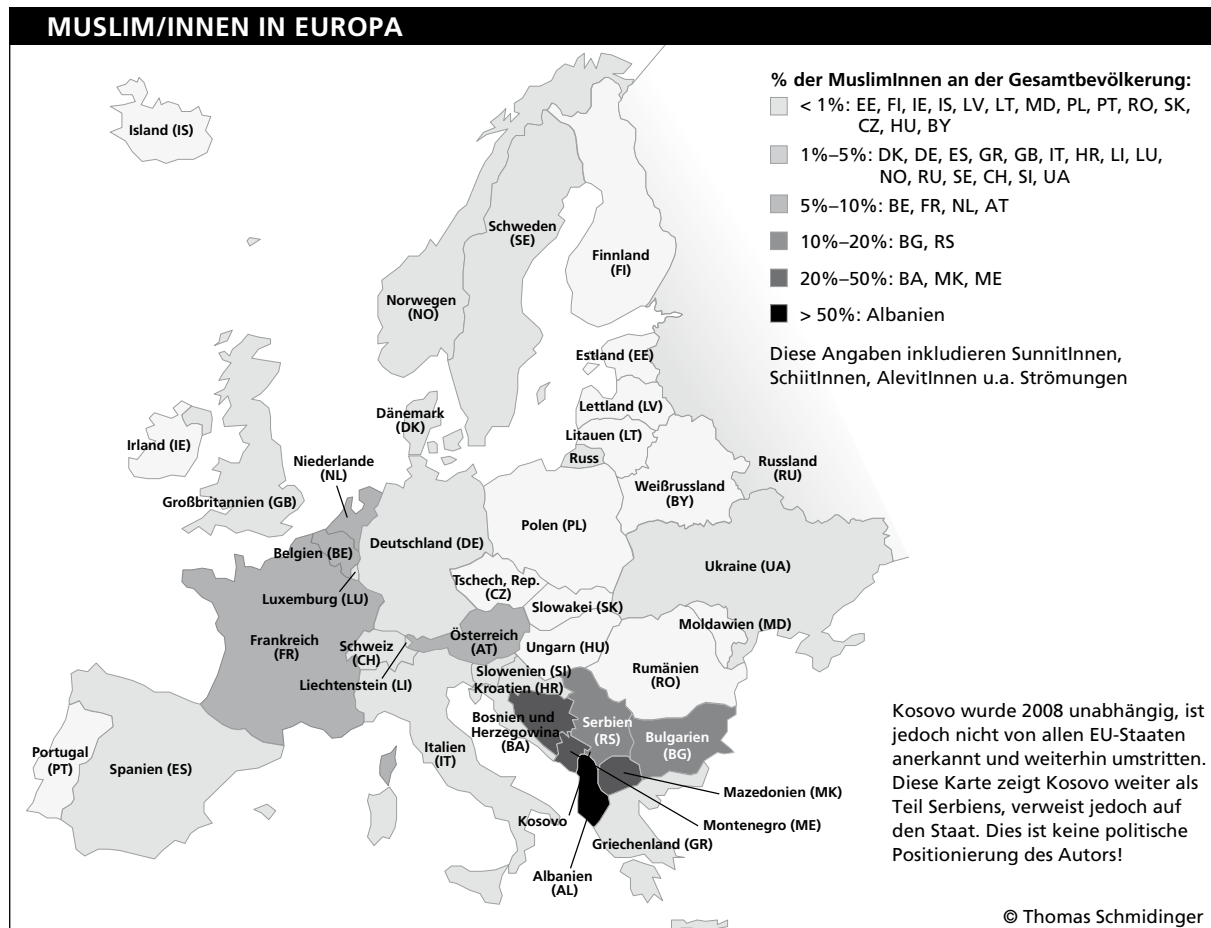 MUSLIM/INNEN IN EUROPA
% der MuslimInnen an der Gesamtbevölkerung:
< 1%: EE, FI, IE, IS, LV, LT, MD, PL, PT, RO, SK,
CZ, HU, BY
1%–5%: DK, DE, ES, GR, GB, IT, HR, LI, LU,
NO, RU, SE, CH, SI, UA
5%–10%: BE, FR, NL, AT
10%–20%: BG, RS
20%–50%: BA, MK, ME
> 50%: Albanien
Diese Angaben inkludieren SunnitInnen,
SchiitInnen, AlevitInnen u.a. Strömungen
Island (IS)
Schweden
(SE)
Finnland
(FI)
Norwegen
(NO)
Estland (EE)
Lettland (LV)
Dänemark
(DK)
Litauen (LT)
Irland (IE)
Russ
Niederlande
(NL)
Russland
(RU)
Weißrussland
(BY)
Großbritannien (GB)
Polen (PL)
Deutschland (DE)
Belgien (BE)
Ukraine (UA)
Tschech, Rep.
(CZ)
Luxemburg (LU)
Slowakei (SK)
Moldawien (MD)
Frankreich
(FR)
Österreich
(AT)
Schweiz
(CH)
Ungarn (HU)
Rumänien
(RO)
Slowenien (SI)
Liechtenstein (LI)
Kroatien (HR)
Bosnien und
Herzegowina
(BA)
Serbien
(RS)
Bulgarien
(BG)
Portugal
(PT)
Spanien (ES)
Italien
(IT)
Mazedonien (MK)
Kosovo
Montenegro (ME)
Griechenland (GR)
Albanien
(AL)
Kosovo wurde 2008 unabhängig, ist
jedoch nicht von allen EU-Staaten
anerkannt und weiterhin umstritten.
Diese Karte zeigt Kosovo weiter als
Teil Serbiens, verweist jedoch auf
den Staat. Dies ist keine politische
Positionierung des Autors!
© Thomas Schmidinger